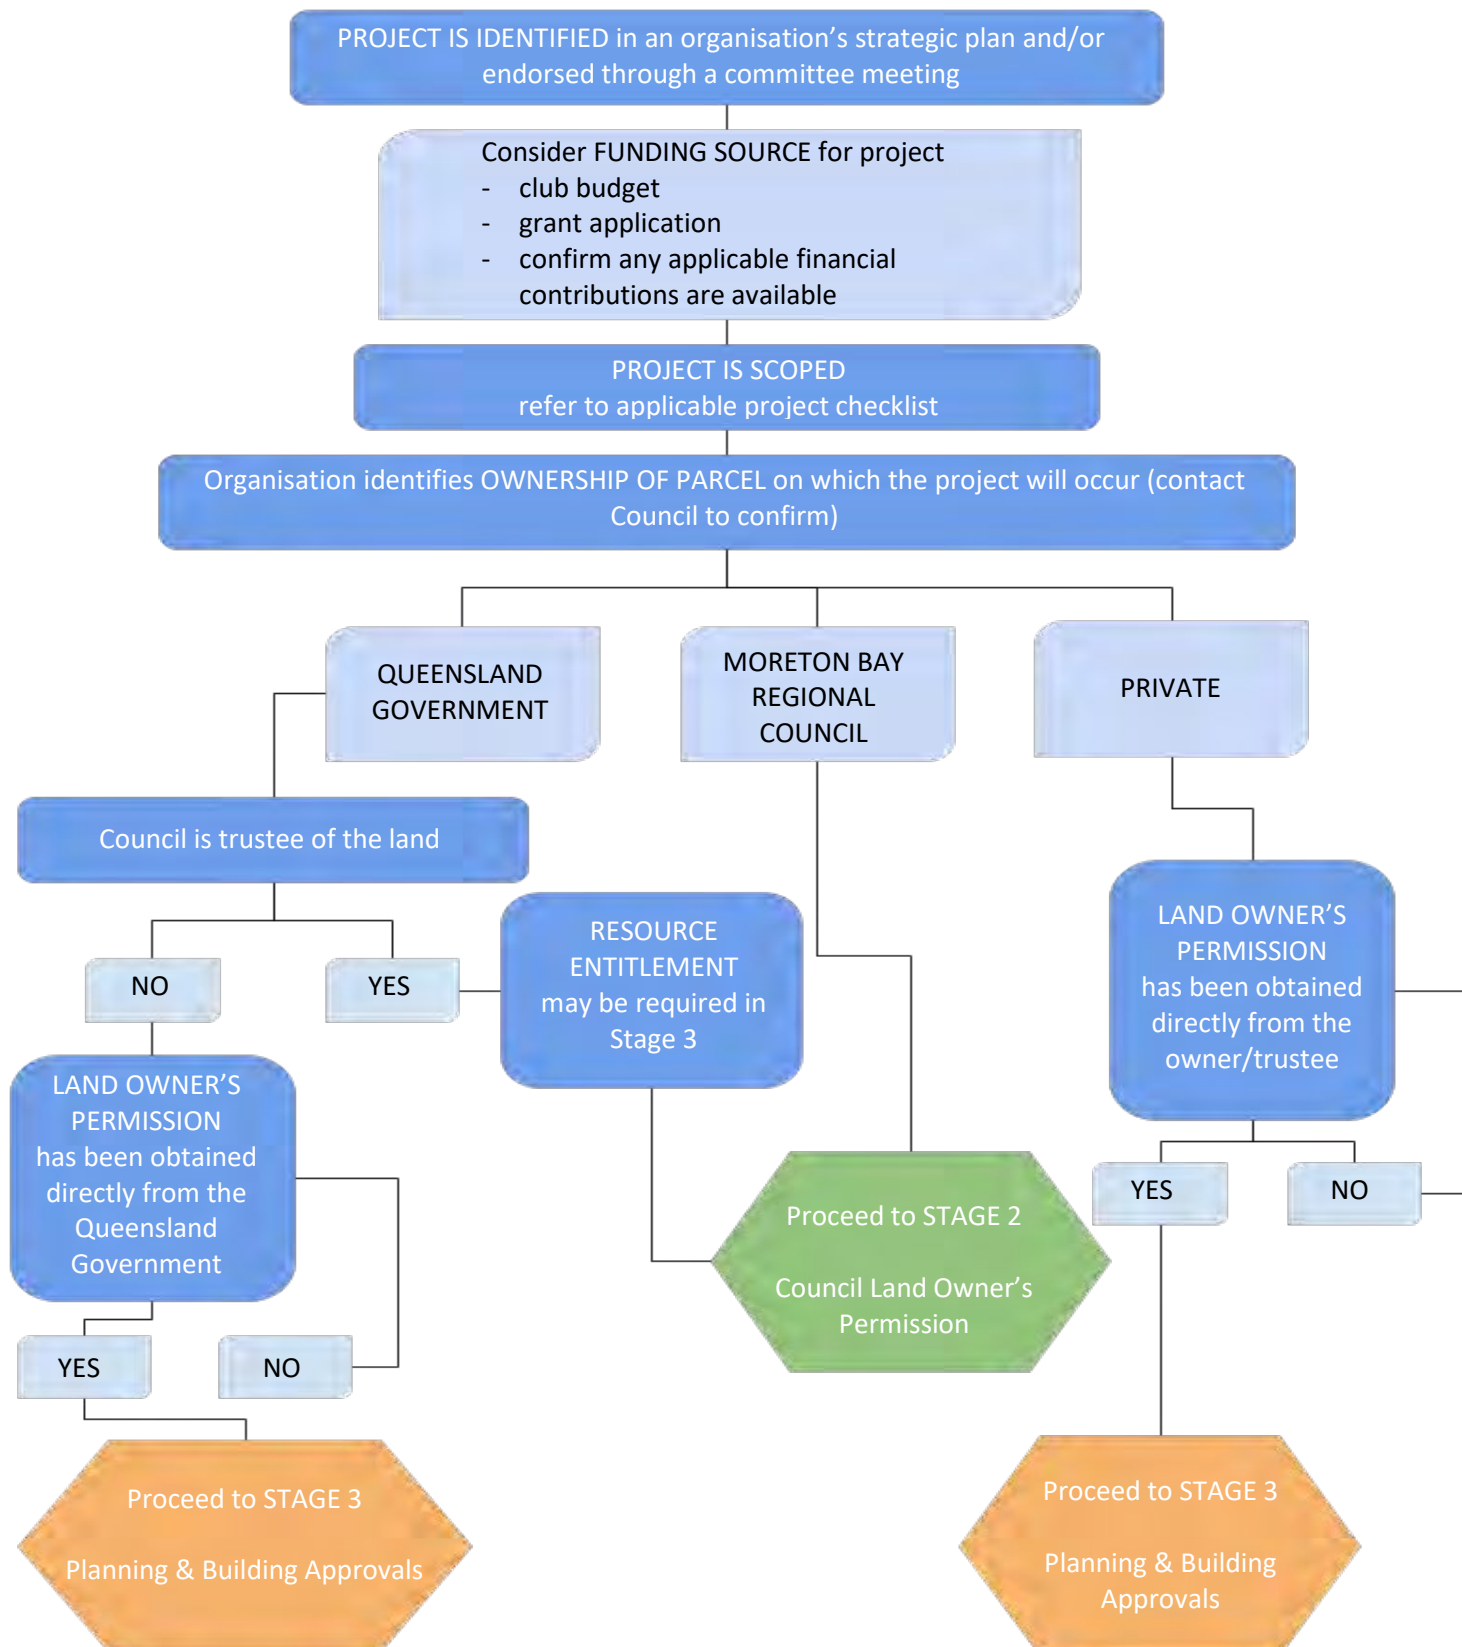 PROJECT IS IDENTIFIED in an organisation’s strategic plan and/or
endorsed through a committee meeting
Consider FUNDING SOURCE for project
- club budget
- grant application
- confirm any applicable financial
contributions are available
PROJECT IS SCOPED
refer to applicable project checklist
Organisation identifies OWNERSHIP OF PARCEL on which the project will occur (contact
Council to confirm)
QUEENSLAND
GOVERNMENT
MORETON BAY
REGIONAL
COUNCIL
PRIVATE
Council is trustee of the land
NO
YES
RESOURCE
ENTITLEMENT
may be required in
Stage 3
LAND OWNER’S
PERMISSION
has been obtained
directly from the
owner/trustee
LAND OWNER’S
PERMISSION
has been obtained
directly from the
Queensland
Government
YES
NO
Proceed to STAGE 2
Council Land Owner’s
Permission
YES
NO
Proceed to STAGE 3
Planning & Building Approvals
Proceed to STAGE 3
Planning & Building
Approvals